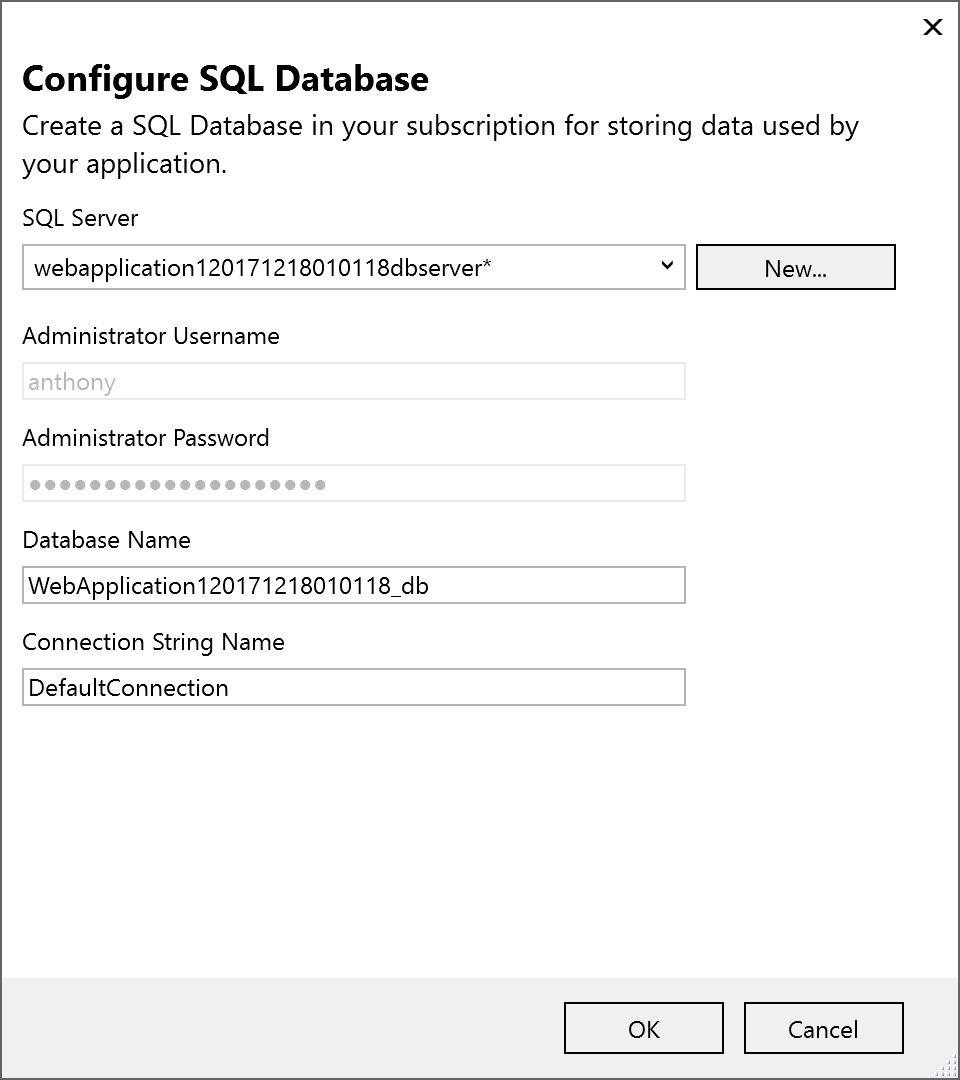 Configure SQL Database
Create a SQL Database in your subscription for storing data used by
your application.
SQL Server
webapplication120171218010118dbserver*
New...
Administrator Username
anthony
Administrator Password
●●●●●●●●●●●●●●●●●●●●
Database Name
WebApplication120171218010118_db
Connection String Name
DefaultConnection
OK
Cancel